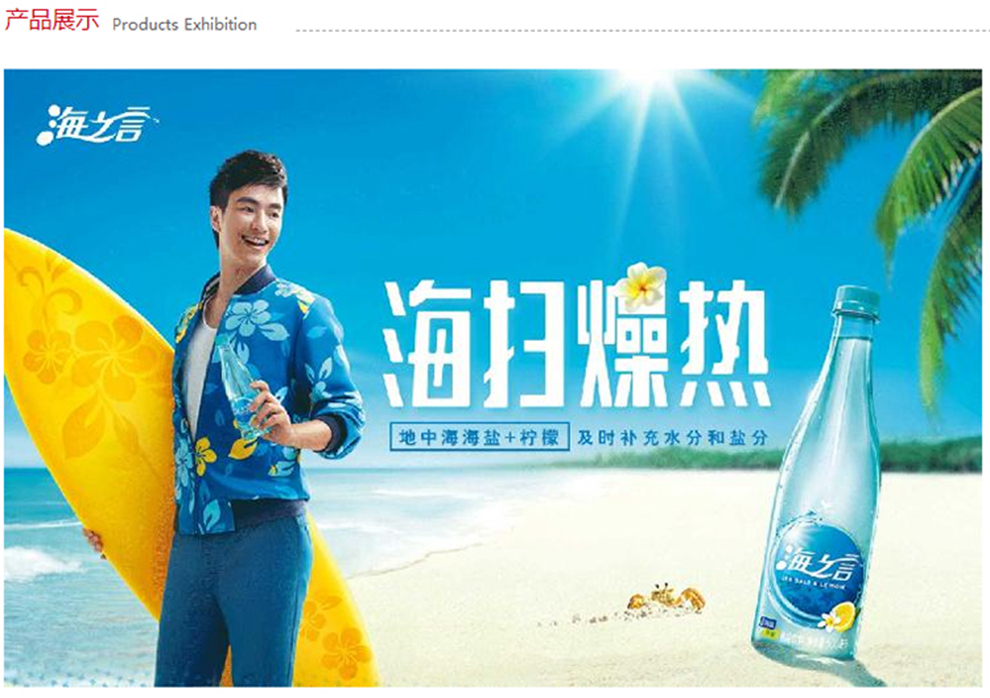 产品展示 Products Exhibition
海之言
海扫燥热
地中海海盐+柠檬 及时补充水分和盐分
海之言
SEA SALT & LEMON